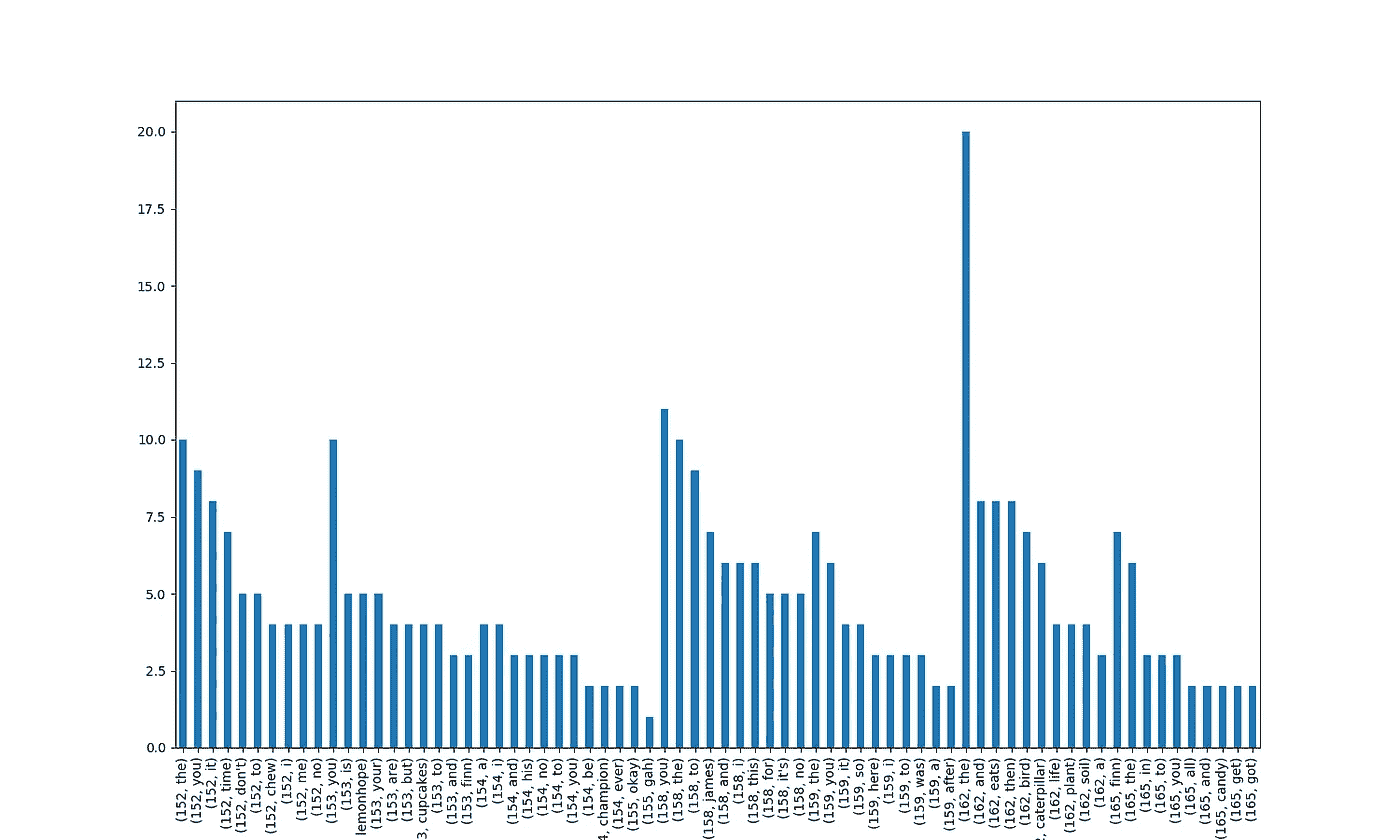 20.0
17.5
15.0
12.5
10.0
7.5
5.0
2.5
0.0
(152, the)
(152, you)
(152, it)
(152, time)
(152, don't)
(152, to)
(152, chew)
(152, i)
(152, me)
(152, no)
(153, you)
(153, is)
lemonhope)
(153, your)
(153, are)
(153, but)
3, cupcakes)
(153, to)
(153, and)
(153, finn)
(154, a)
(154, i)
(154, and)
(154, his)
(154, no)
(154, to)
(154, you)
(154, be)
4, champion)
(154, ever)
(155, okay)
(155, gah)
(158, you)
(158, the)
(158, to)
(158, james)
(158, and)
(158, i)
(158, this)
(158, for)
(158, it's)
(158, no)
(159, the)
(159, you)
(159, it)
(159, so)
(159, here)
(159, i)
(159, to)
(159, was)
(159, a)
(159, after)
(162, the)
(162, and)
(162, eats)
(162, then)
(162, bird)
, caterpillar)
(162, life)
(162, plant)
(162, soil)
(162, a)
(165, finn)
(165, the)
(165, in)
(165, to)
(165, you)
(165, all)
(165, and)
(165, candy)
(165, get)
(165, got)